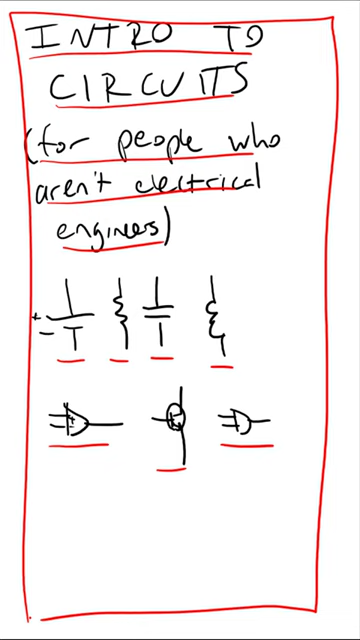 INTRO TO
CIRCUITS
(for people who
aren't electrical
engineers)
+
-